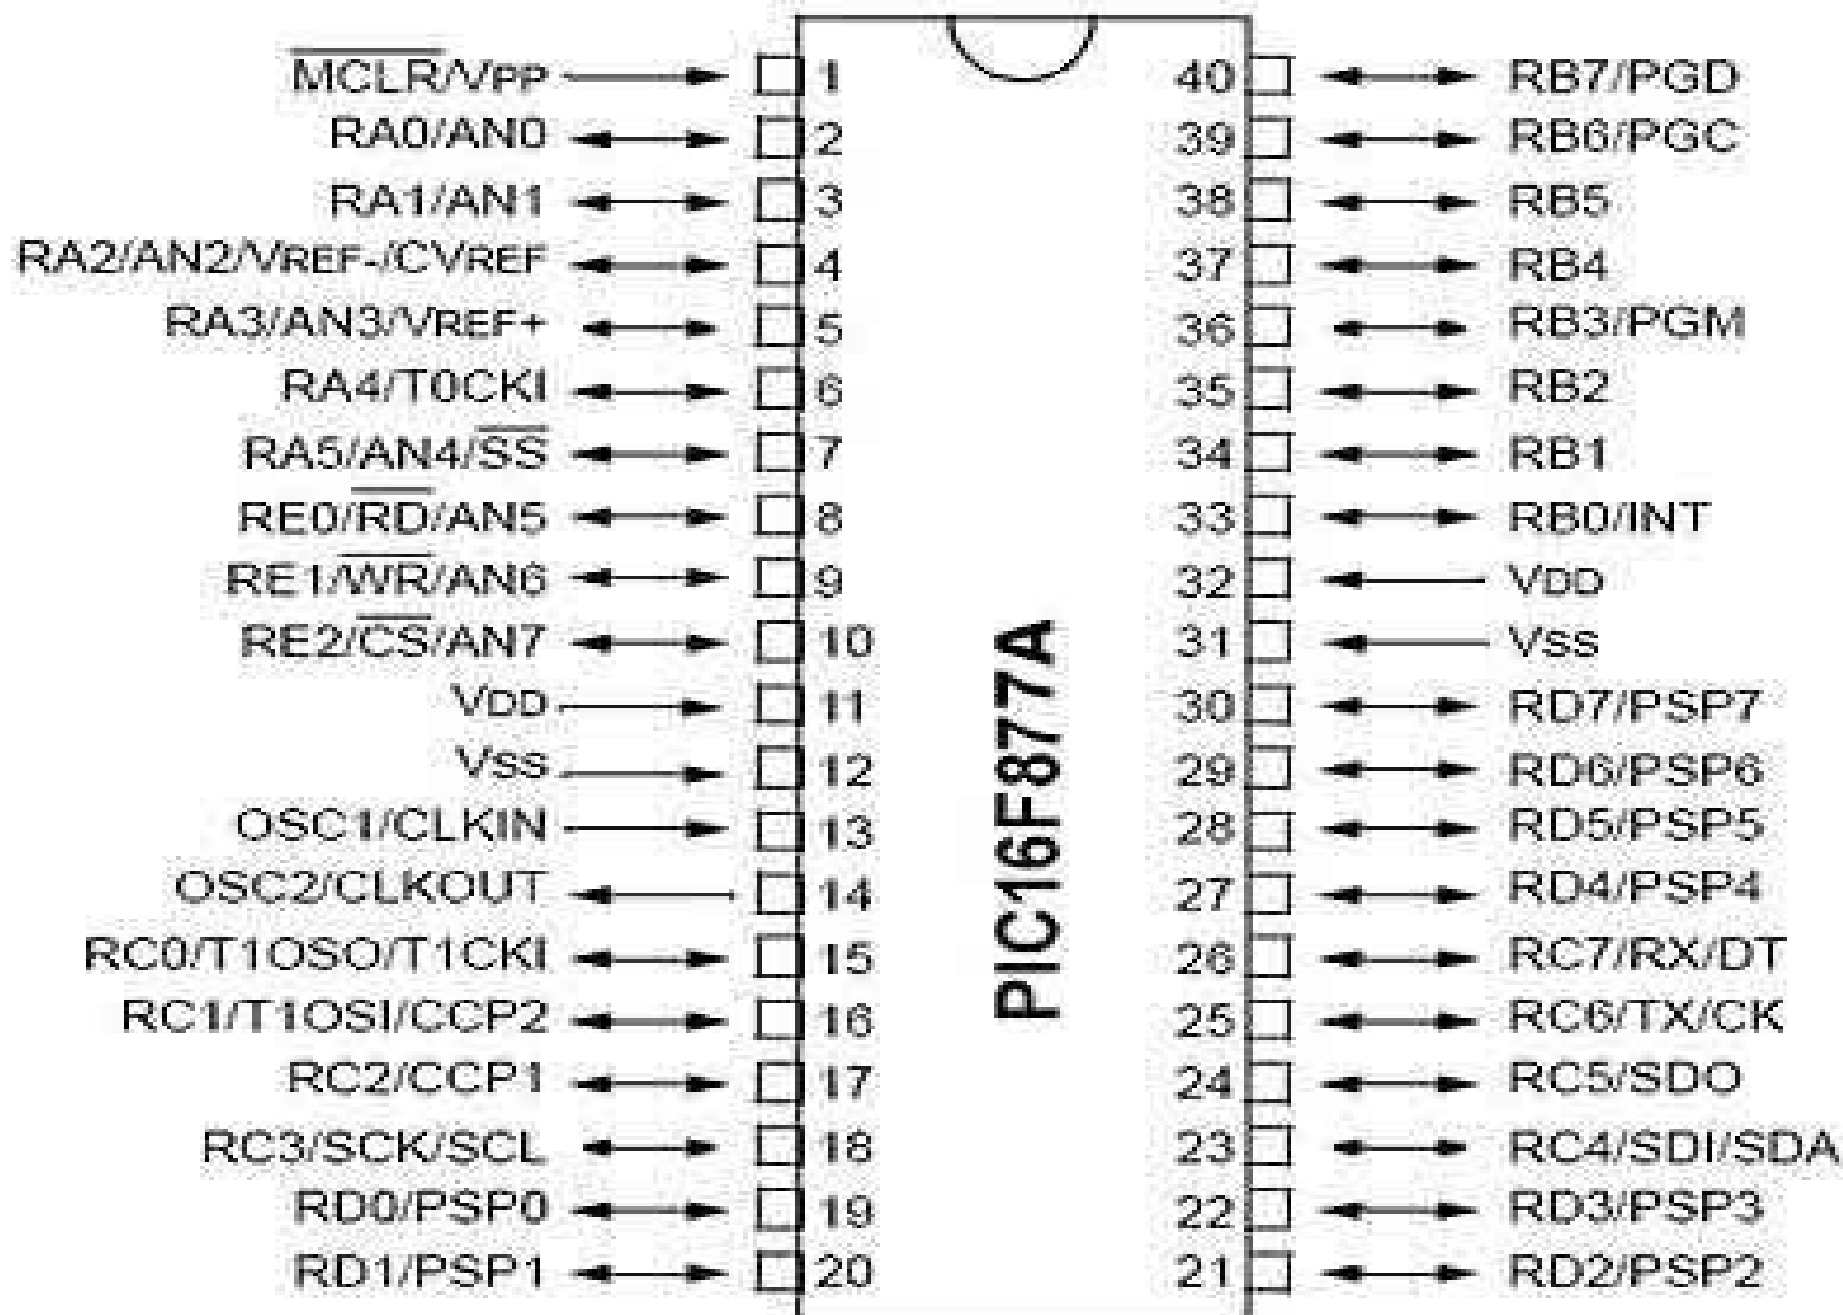 MCLR/VPP 1 40 RB7/PGD
RA0/AN0 2 39 RB6/PGC
RA1/AN1 3 38 RB5
RA2/AN2/VREF-/CVREF 4 37 RB4
RA3/AN3/VREF+ 5 36 RB3/PGM
RA4/T0CKI 6 35 RB2
RA5/AN4/SS 7 34 RB1
RE0/RD/AN5 8 33 RB0/INT
RE1/WR/AN6 9 32 VDD
RE2/CS/AN7 10 31 VSS
VDD 11 30 RD7/PSP7
VSS 12 29 RD6/PSP6
OSC1/CLKIN 13 28 RD5/PSP5
OSC2/CLKOUT 14 27 RD4/PSP4
RC0/T1OSO/T1CKI 15 26 RC7/RX/DT
RC1/T1OSI/CCP2 16 25 RC6/TX/CK
RC2/CCP1 17 24 RC5/SDO
RC3/SCK/SCL 18 23 RC4/SDI/SDA
RD0/PSP0 19 22 RD3/PSP3
RD1/PSP1 20 21 RD2/PSP2
PIC16F877A